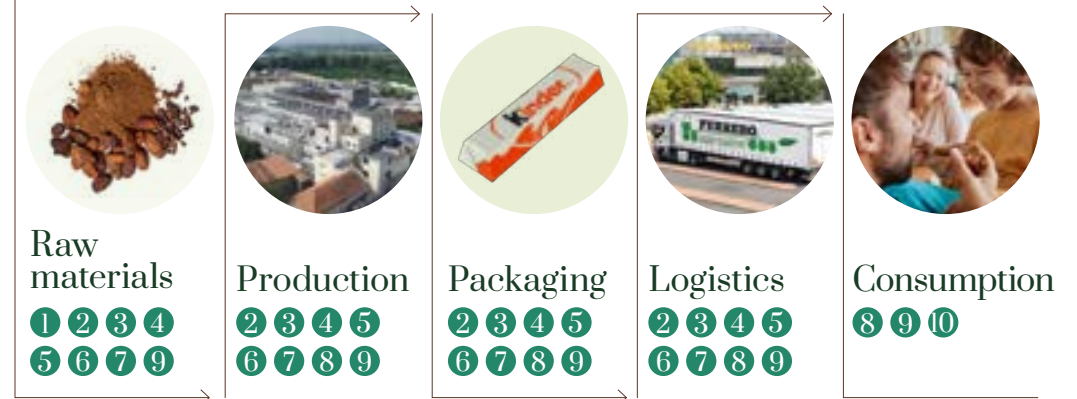 Raw
materials
1 2 3 4
5 6 7 9
Production
2 3 4 5
6 7 8 9
kinder
Packaging
2 3 4 5
6 7 8 9
FERRERO
Logistics
2 3 4 5
6 7 8 9
Consumption
8 9 10